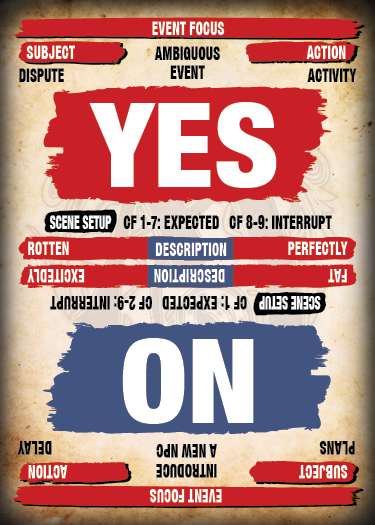 EVENT FOCUS
SUBJECT AMBIGUOUS ACTION
DISPUTE EVENT ACTIVITY
YES
SCENE SETUP CF 1-7: EXPECTED CF 8-9: INTERRUPT
ROTTEN DESCRIPTION PERFECTLY
EVENT FOCUS
SUBJECT INTRODUCE ACTION
PLANS A NEW NPC DELAY
NO
SCENE SETUP CF 1: EXPECTED CF 2-9: INTERRUPT
FAT DESCRIPTION EXCITEDLY